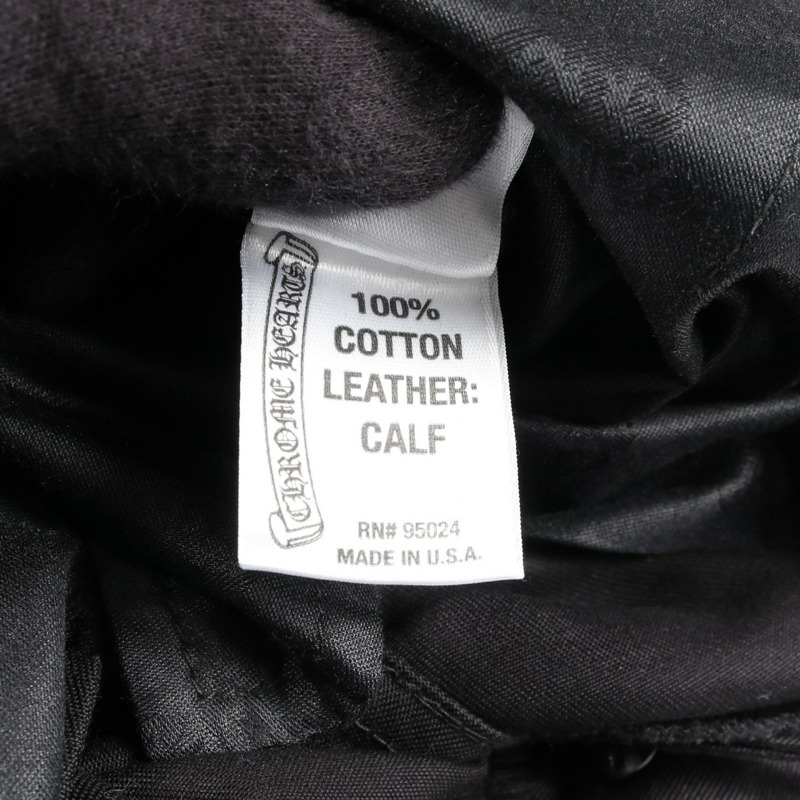 CHROME HEARTS
100%
COTTON
LEATHER:
CALF
RN# 95024
MADE IN U.S.A.